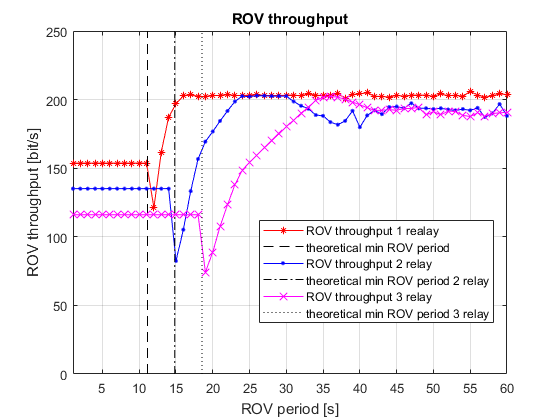 ROV throughput
250
200
150
100
50
0
ROV throughput [bit/s]
ROV throughput 1 realay
theoretical min ROV period
ROV throughput 2 relay
theoretical min ROV period 2 relay
ROV throughput 3 relay
theoretical min ROV period 3 relay
5 10 15 20 25 30 35 40 45 50 55 60
ROV period [s]